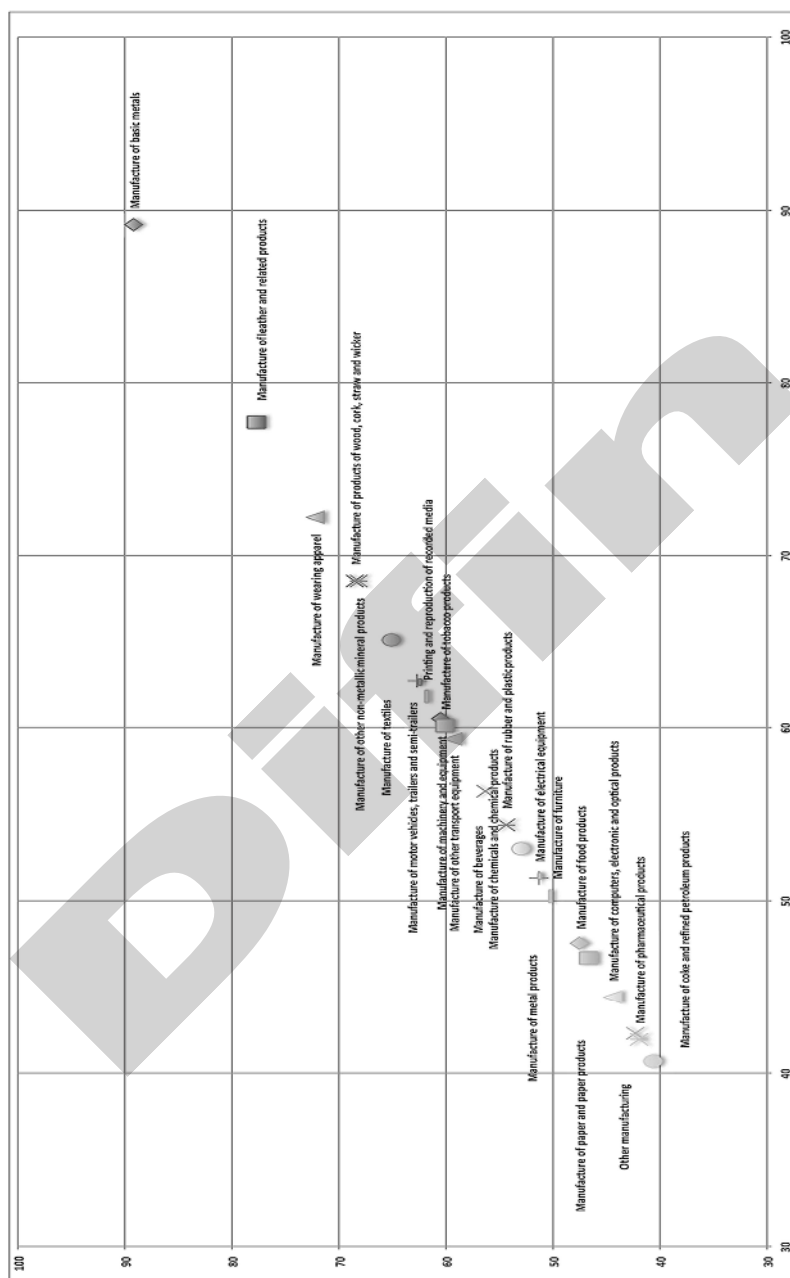 100
90
80
70
60
50
40
30
30
40
50
60
70
80
90
100
Manufacture of basic metals
Manufacture of leather and related products
Manufacture of wearing apparel
Manufacture of products of wood, cork, straw and wicker
Manufacture of other non-metallic mineral products
Manufacture of textiles
Manufacture of motor vehicles, trailers and semi-trailers
Printing and reproduction of recorded media
Manufacture of machinery and equipment
Manufacture of tobacco products
Manufacture of other transport equipment
Manufacture of beverages
Manufacture of chemicals and chemical products
Manufacture of rubber and plastic products
Manufacture of metal products
Manufacture of electrical equipment
Manufacture of furniture
Manufacture of paper and paper products
Manufacture of food products
Manufacture of computers, electronic and optical products
Other manufacturing
Manufacture of pharmaceutical products
Manufacture of coke and refined petroleum products
Difin